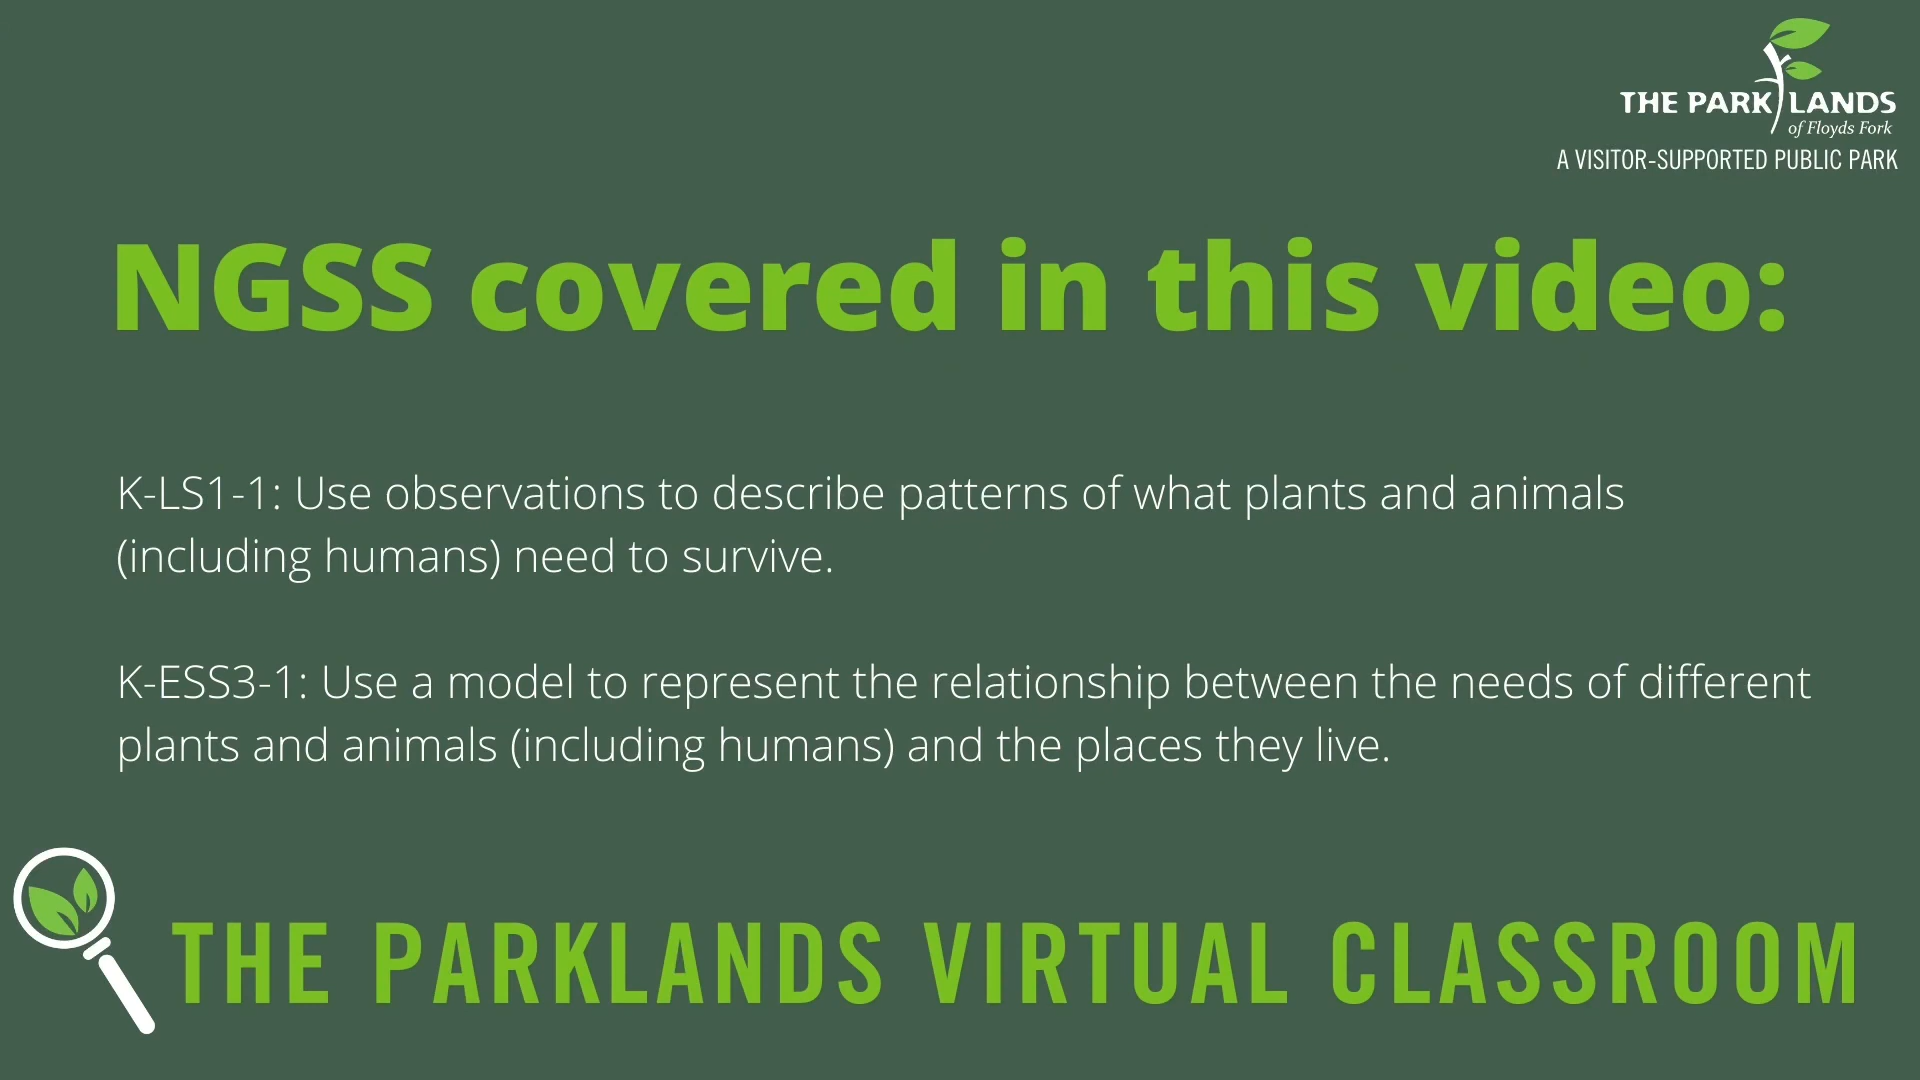 THE PARKLANDS
of Floyds Fork
A VISITOR-SUPPORTED PUBLIC PARK
NGSS covered in this video:
K-LS1-1: Use observations to describe patterns of what plants and animals
(including humans) need to survive.
K-ESS3-1: Use a model to represent the relationship between the needs of different
plants and animals (including humans) and the places they live.
THE PARKLANDS VIRTUAL CLASSROOM